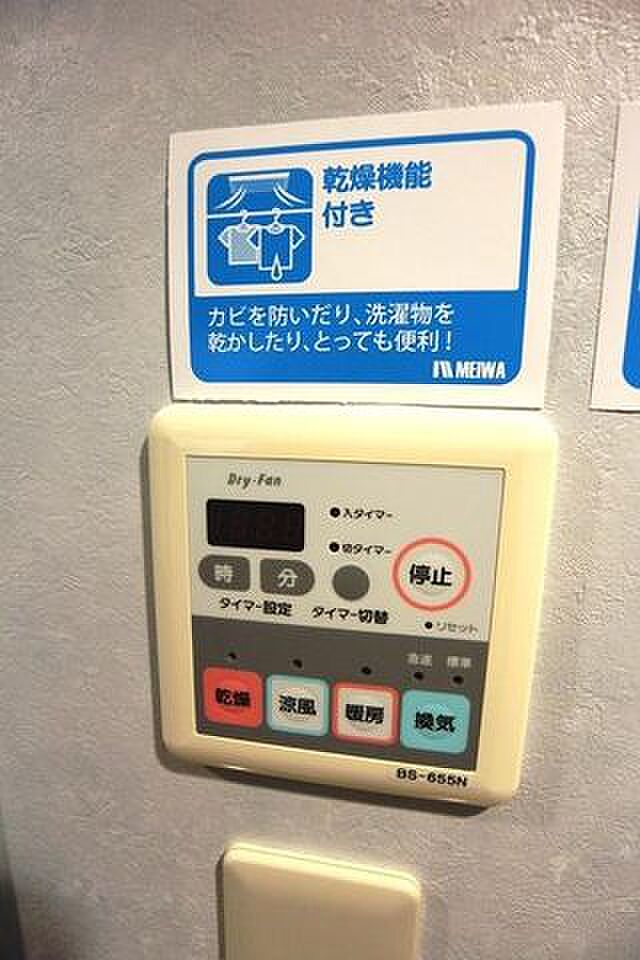 乾燥機能
付き
カビを防いだり、洗濯物を
乾かしたり、とっても便利！
MEIWA
Dry-Fan
入タイマー
切タイマー
時 分
停止
タイマー設定 タイマー切替
リセット
急速 標準
乾燥 涼風 暖房 換気
BS-655N